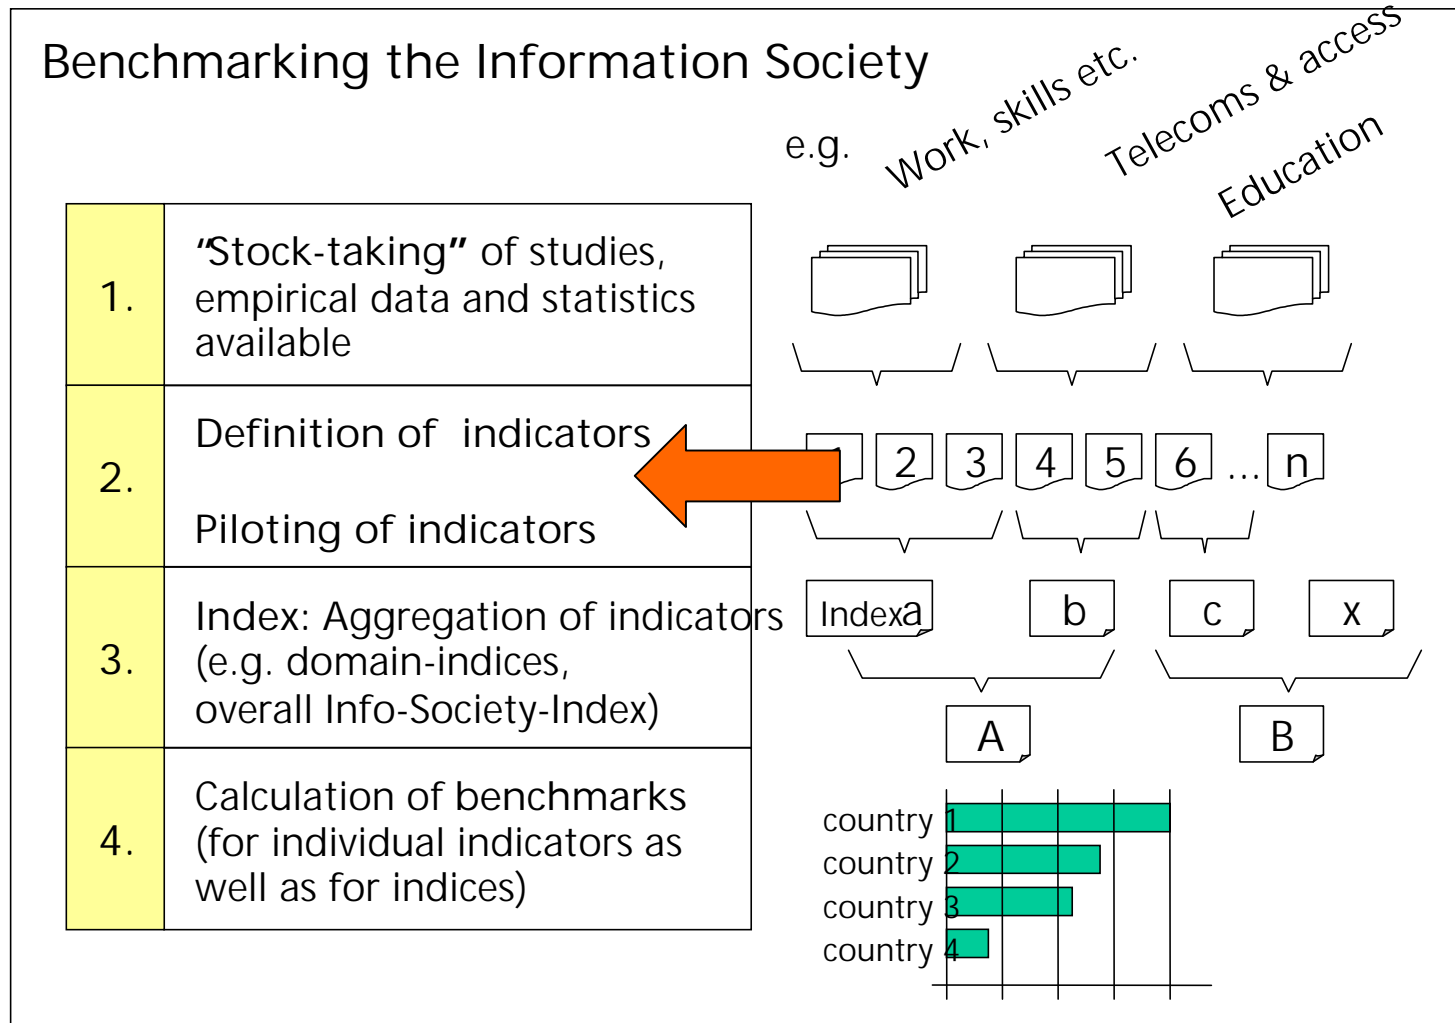 Benchmarking the Information Society
e.g.
Work, skills etc.
Telecoms & access
Education
1.
“Stock-taking” of studies,
empirical data and statistics
available
2.
Definition of indicators
Piloting of indicators
2 3 4 5 6 ... n
3.
Index: Aggregation of indicators
(e.g. domain-indices,
overall Info-Society-Index)
Index a b c x
A B
4.
Calculation of benchmarks
(for individual indicators as
well as for indices)
country 1
country 2
country 3
country 4